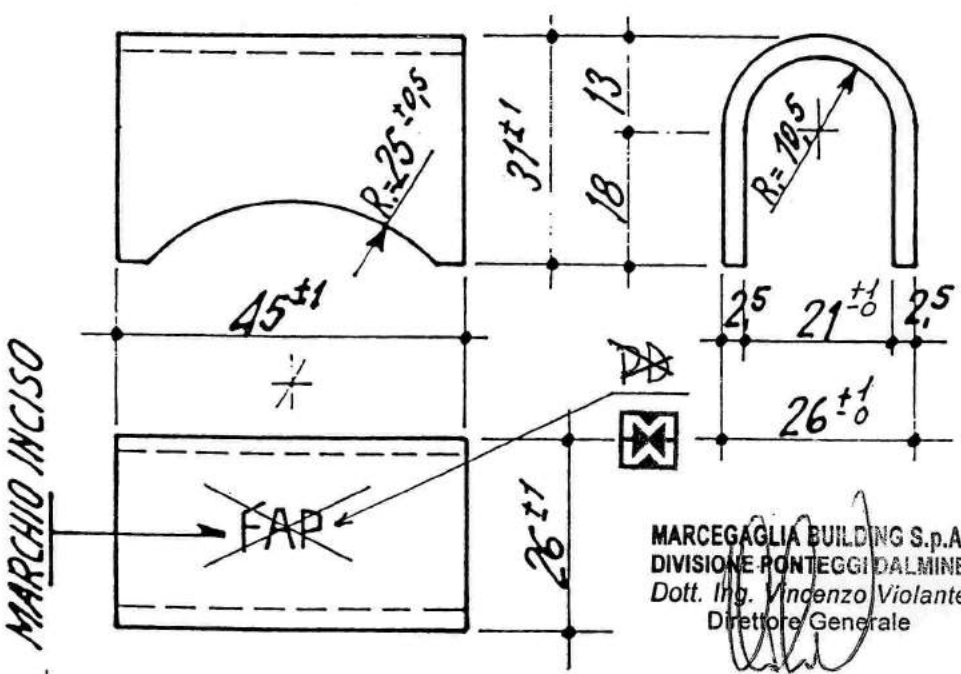 R.=25 ±0,5
31±1
13
18
R.=10,5
45±1
2,5
21 +1 -0
2,5
26 +1 -0
MARCHIO INCISO
FAP
26±1
MARCEGAGLIA BUILDING S.p.A
DIVISIONE PONTEGGI DALMINE
Dott. Ing. Vincenzo Violante
Direttore Generale